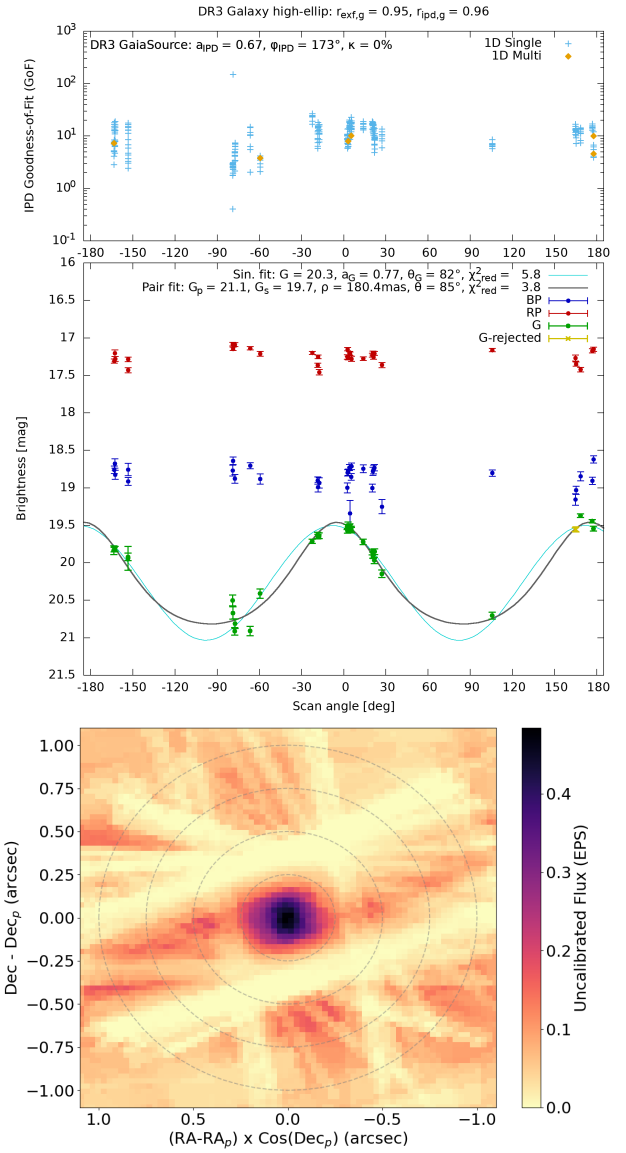 DR3 Galaxy high-ellip: r_exf,g = 0.95, r_ipd,g = 0.96
DR3 GaiaSource: a_IPD = 0.67, φ_IPD = 173°, κ = 0%
1D Single
1D Multi
IPD Goodness-of-Fit (GoF)
10³
10²
10¹
10⁰
10⁻¹
-180 -150 -120 -90 -60 -30 0 30 60 90 120 150 180
Sin. fit: G = 20.3, a_G = 0.77, θ_G = 82°, χ²_red = 5.8
Pair fit: G_p = 21.1, G_s = 19.7, ρ = 180.4mas, θ = 85°, χ²_red = 3.8
BP
RP
G
G-rejected
Brightness [mag]
16
16.5
17
17.5
18
18.5
19
19.5
20
20.5
21
21.5
-180 -150 -120 -90 -60 -30 0 30 60 90 120 150 180
Scan angle [deg]
Dec - Dec_p (arcsec)
1.00
0.75
0.50
0.25
0.00
−0.25
−0.50
−0.75
−1.00
1.0 0.5 0.0 −0.5 −1.0
(RA-RA_p) x Cos(Dec_p) (arcsec)
0.4
0.3
0.2
0.1
0.0
Uncalibrated Flux (EPS)